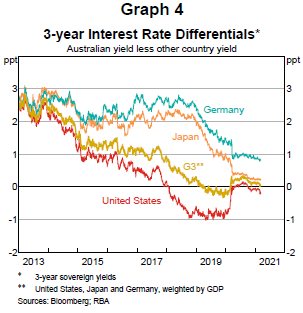 Graph 4
3-year Interest Rate Differentials*
Australian yield less other country yield
ppt ppt
3 3
2 2
1 1
0 0
-1 -1
-2 -2
Germany
Japan
G3**
United States
2013 2015 2017 2019 2021
* 3-year sovereign yields
** United States, Japan and Germany, weighted by GDP
Sources: Bloomberg; RBA